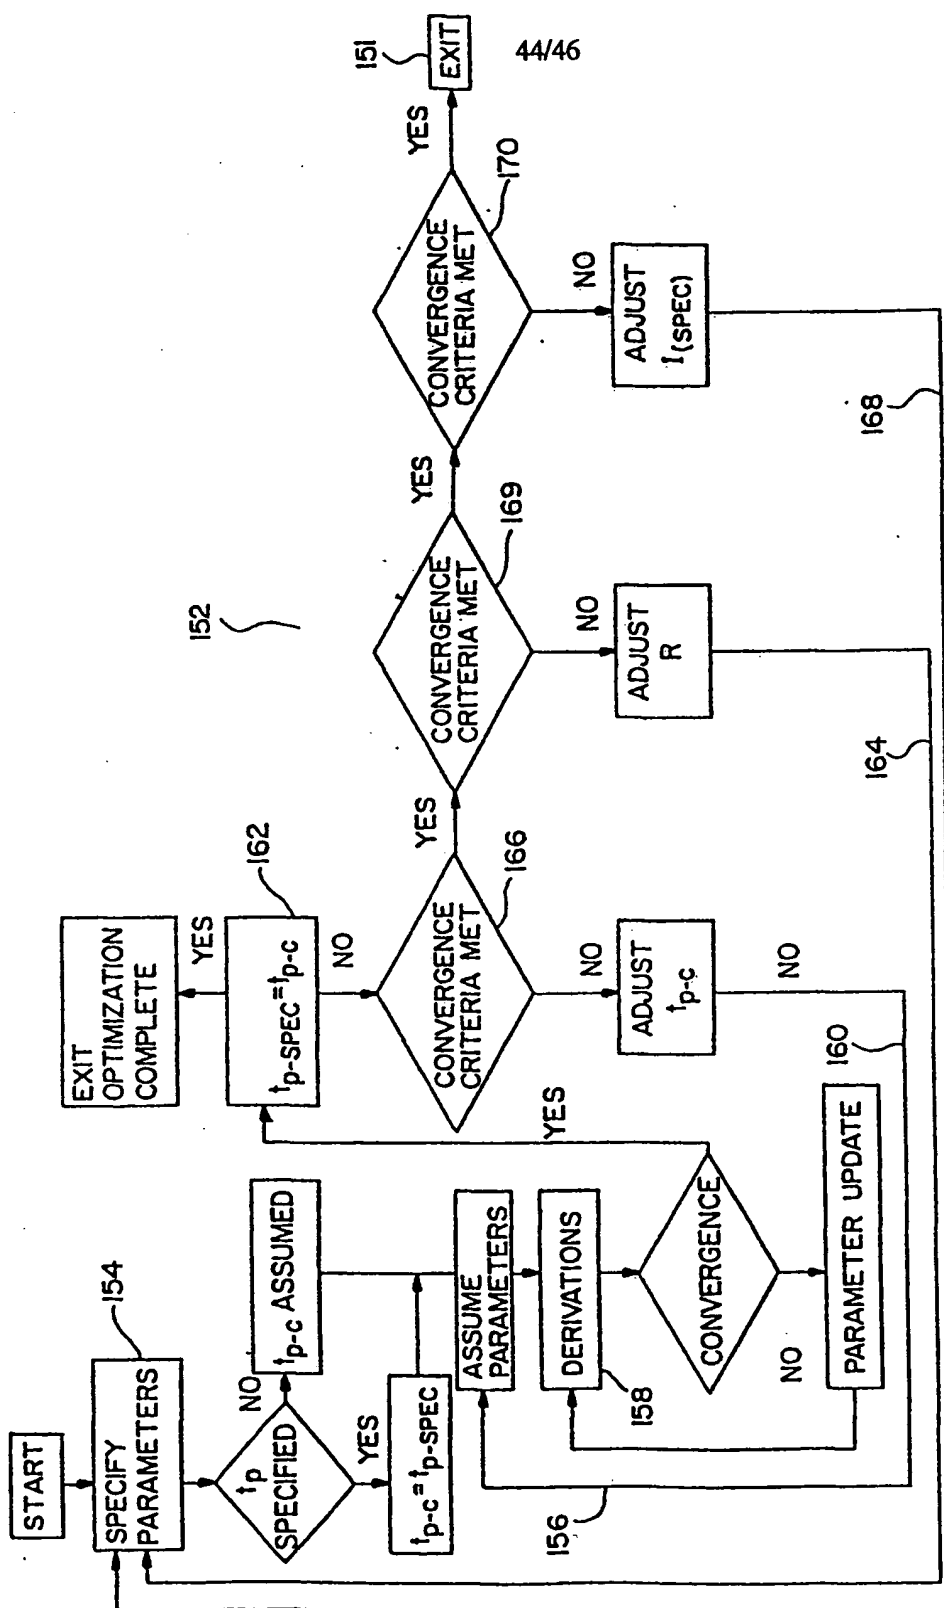 START
SPECIFY
PARAMETERS
154
tp
SPECIFIED
NO
tp-c ASSUMED
YES
tp-c = tp-SPEC
ASSUME
PARAMETERS
156
DERIVATIONS
158
CONVERGENCE
YES
NO
PARAMETER UPDATE
160
EXIT
OPTIMIZATION
COMPLETE
YES
tp-SPEC = tp-c
162
NO
CONVERGENCE
CRITERIA MET
166
NO
ADJUST
tp-c
NO
YES
152
CONVERGENCE
CRITERIA MET
169
NO
ADJUST
R
164
YES
CONVERGENCE
CRITERIA MET
170
NO
ADJUST
I(SPEC)
168
YES
EXIT
151
44/46